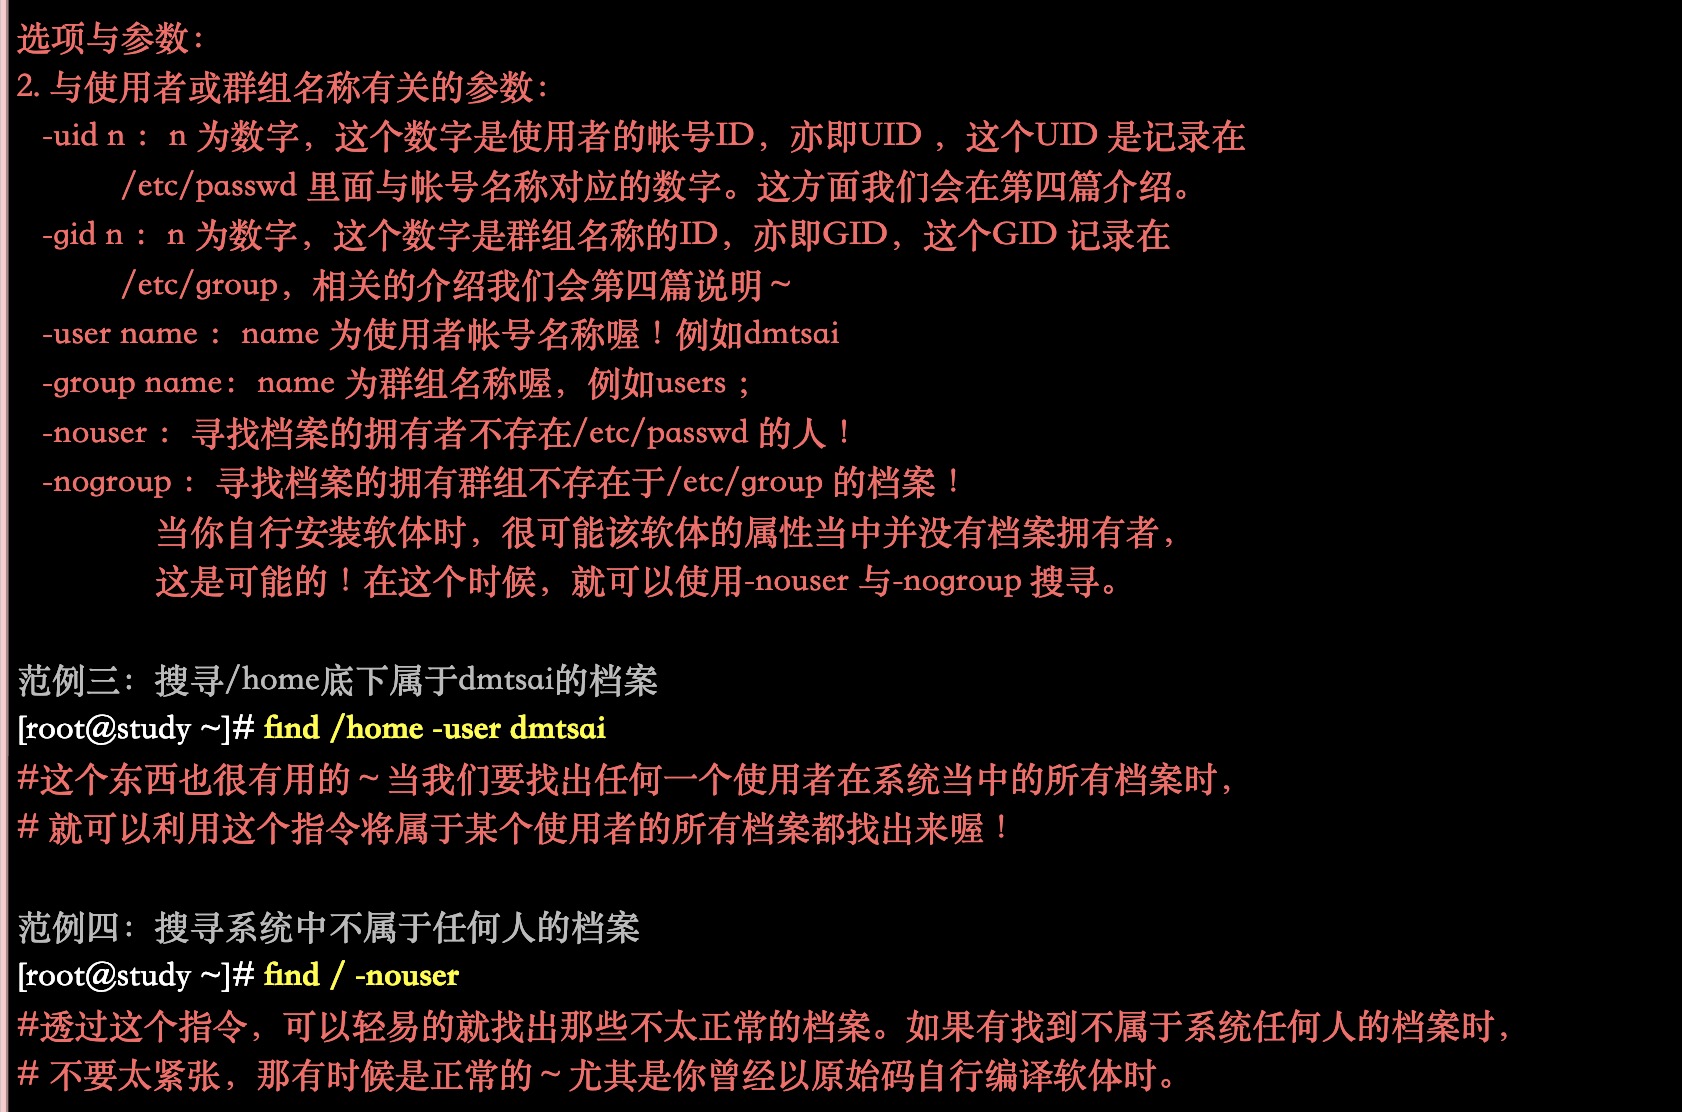 选项与参数：
2. 与使用者或群组名称有关的参数：
-uid n ：n 为数字，这个数字是使用者的帐号ID，亦即UID ，这个UID 是记录在
/etc/passwd 里面与帐号名称对应的数字。这方面我们会在第四篇介绍。
-gid n ：n 为数字，这个数字是群组名称的ID，亦即GID，这个GID 记录在
/etc/group，相关的介绍我们会第四篇说明～
-user name ：name 为使用者帐号名称喔！例如dmtsai
-group name：name 为群组名称喔，例如users ；
-nouser ：寻找档案的拥有者不存在/etc/passwd 的人！
-nogroup ：寻找档案的拥有群组不存在于/etc/group 的档案！
当你自行安装软体时，很可能该软体的属性当中并没有档案拥有者，
这是可能的！在这个时候，就可以使用-nouser 与-nogroup 搜寻。
范例三：搜寻/home底下属于dmtsai的档案
[root@study ~]# find /home -user dmtsai
#这个东西也很有用的～当我们要找出任何一个使用者在系统当中的所有档案时，
# 就可以利用这个指令将属于某个使用者的所有档案都找出来喔！
范例四：搜寻系统中不属于任何人的档案
[root@study ~]# find / -nouser
#透过这个指令，可以轻易的就找出那些不太正常的档案。如果有找到不属于系统任何人的档案时，
# 不要太紧张，那有时候是正常的～尤其是你曾经以原始码自行编译软体时。